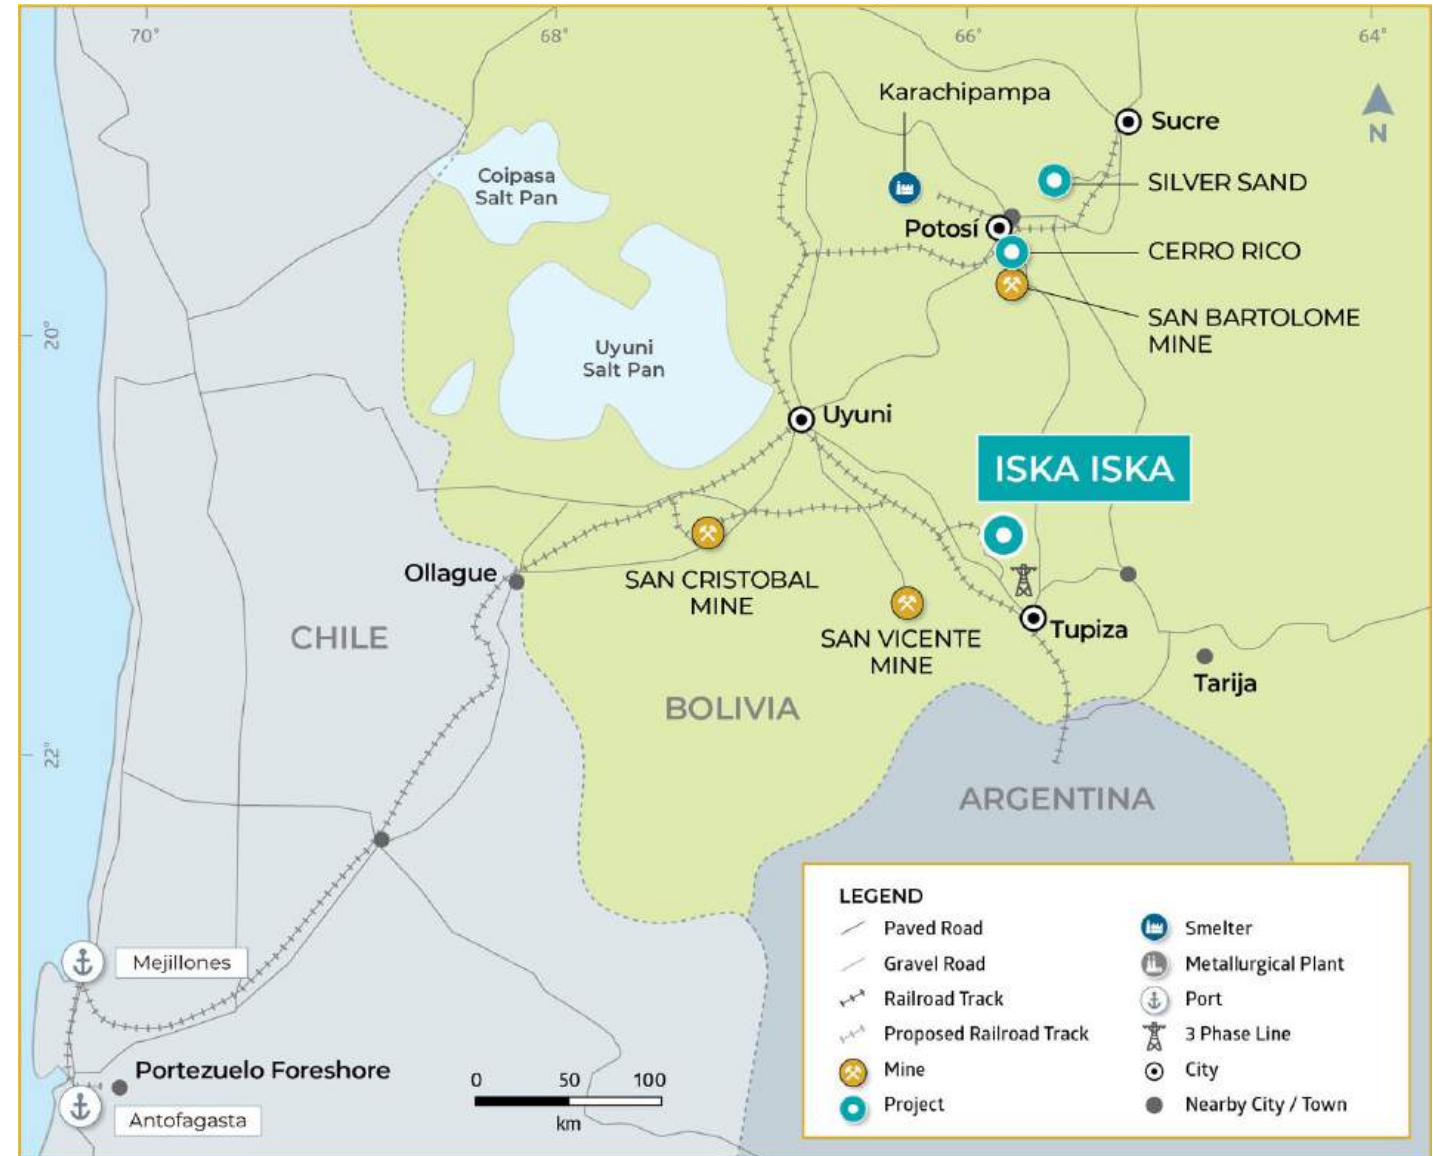 70°
68°
66°
64°
Karachipampa
N
Sucre
Coipasa
Salt Pan
SILVER SAND
Potosí
CERRO RICO
SAN BARTOLOME
MINE
20°
Uyuni
Salt Pan
Uyuni
ISKA ISKA
Ollague
SAN CRISTOBAL
MINE
CHILE
SAN VICENTE
MINE
Tupiza
Tarija
BOLIVIA
22°
ARGENTINA
LEGEND
Paved Road
Gravel Road
Railroad Track
Proposed Railroad Track
Mine
Project
Smelter
Metallurgical Plant
Port
3 Phase Line
City
Nearby City / Town
Mejillones
Portezuelo Foreshore
Antofagasta
0 50 100
km